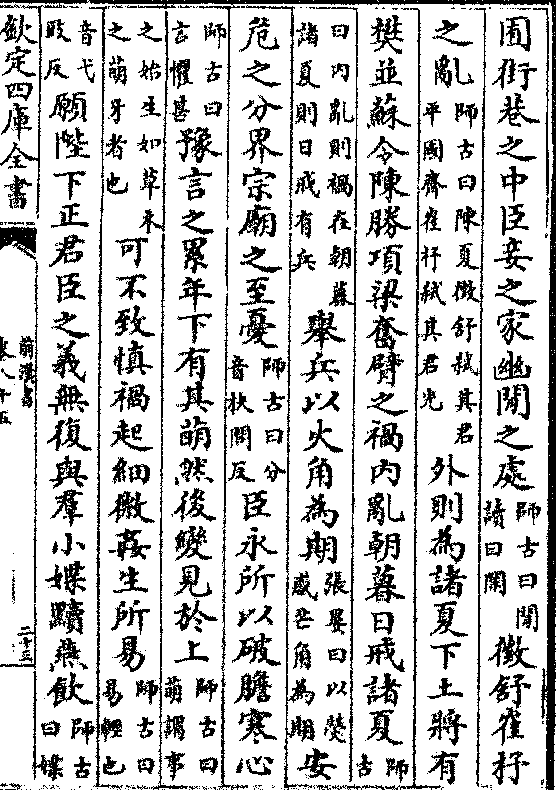 囿街巷之中臣妾之家幽閒之處師古曰閒讀曰閑徵舒崔杼
之亂師古曰陳夏徵舒弑其君平國齊崔杼弑其君光外則為諸夏下土將有
樊並蘇令陳勝項梁奮臂之禍内亂朝暮日戒諸夏師古
曰内亂則禍在朝暮諸夏則日戒有兵舉兵以火角為期張晏曰以熒惑芒角為期安
危之分界宗廟之至憂師古曰分音扶問反臣永所以破膽寒心
師古曰言懼甚豫言之累年下有其萌然後變見於上師古曰萌謂事
之始生如草木之萌牙者也可不致慎禍起細微姦生所易師古曰易輕也
音弋豉反願陛下正君臣之義無復與羣小媟黷燕飲師古曰媟
欽定四庫全書
前漢書
卷八十五
二十三